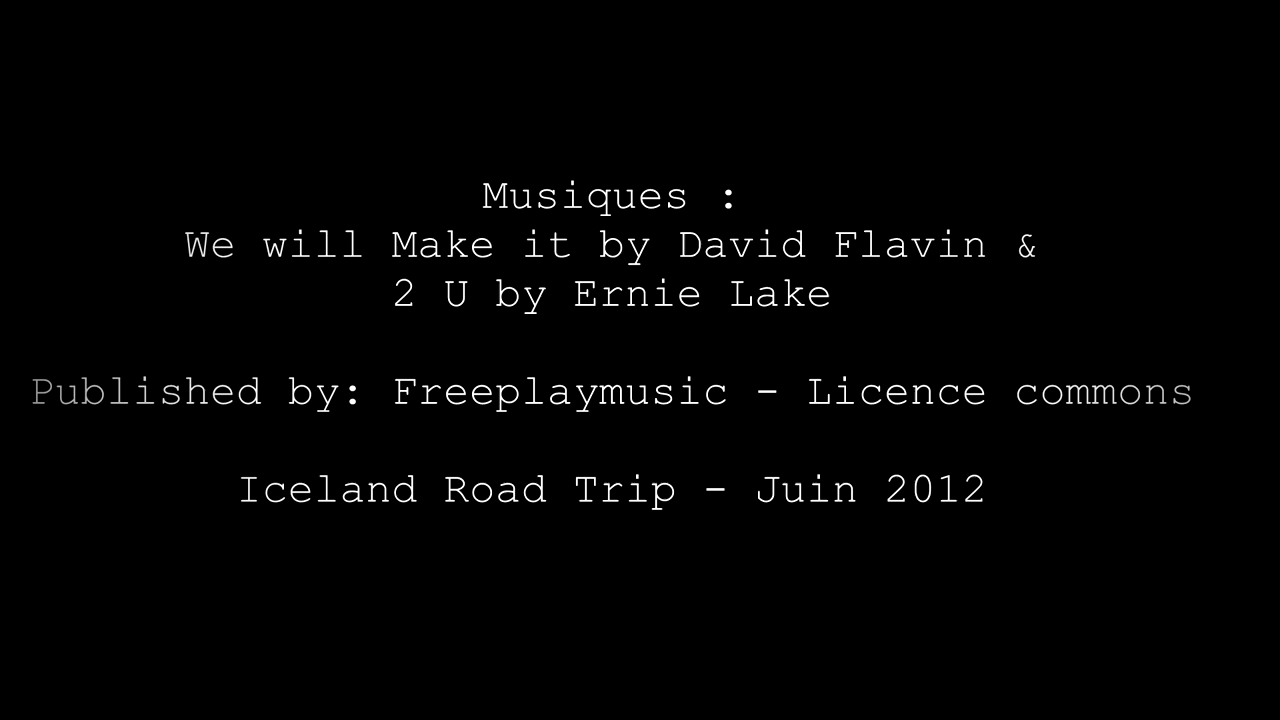 Musiques :
We will Make it by David Flavin &
2 U by Ernie Lake
Published by: Freeplaymusic - Licence commons
Iceland Road Trip - Juin 2012